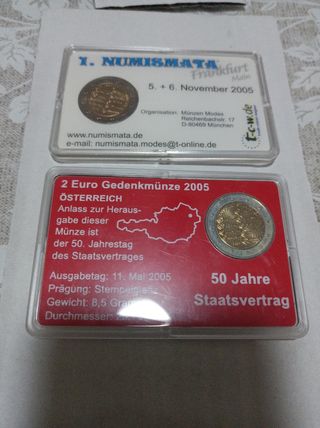 1. NUMISMATA
Frankfurt
Main
5. + 6. November 2005
Organisation: Münzen Modes
Reichenbachstr. 17
D-80469 München
t-c-w.de
www.numismata.de
e-mail: numismata.modes@t-online.de
2 Euro Gedenkmünze 2005
ÖSTERREICH
Anlass zur Heraus-
gabe dieser
Münze ist
der 50. Jahrestag
des Staatsvertrages
Ausgabetag: 11. Mai 2005
Prägung:
Gewicht: 8,5
Durchmesser:
50 Jahre
Staatsvertrag